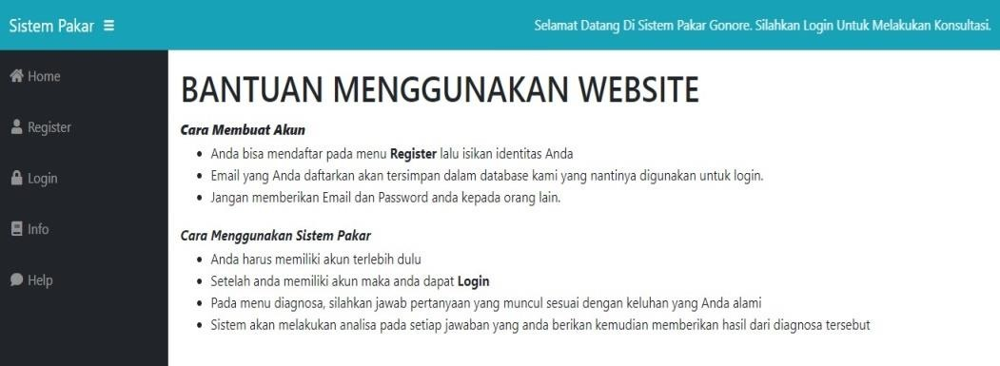 Sistem Pakar
Selamat Datang Di Sistem Pakar Gonore. Silahkan Login Untuk Melakukan Konsultasi.
Home
Register
Login
Info
Help
BANTUAN MENGGUNAKAN WEBSITE
Cara Membuat Akun
• Anda bisa mendaftar pada menu Register lalu isikan identitas Anda
• Email yang Anda daftarkan akan tersimpan dalam database kami yang nantinya digunakan untuk login.
• Jangan memberikan Email dan Password anda kepada orang lain.
Cara Menggunakan Sistem Pakar
• Anda harus memiliki akun terlebih dulu
• Setelah anda memiliki akun maka anda dapat Login
• Pada menu diagnosa, silahkan jawab pertanyaan yang muncul sesuai dengan keluhan yang Anda alami
• Sistem akan melakukan analisa pada setiap jawaban yang anda berikan kemudian memberikan hasil dari diagnosa tersebut